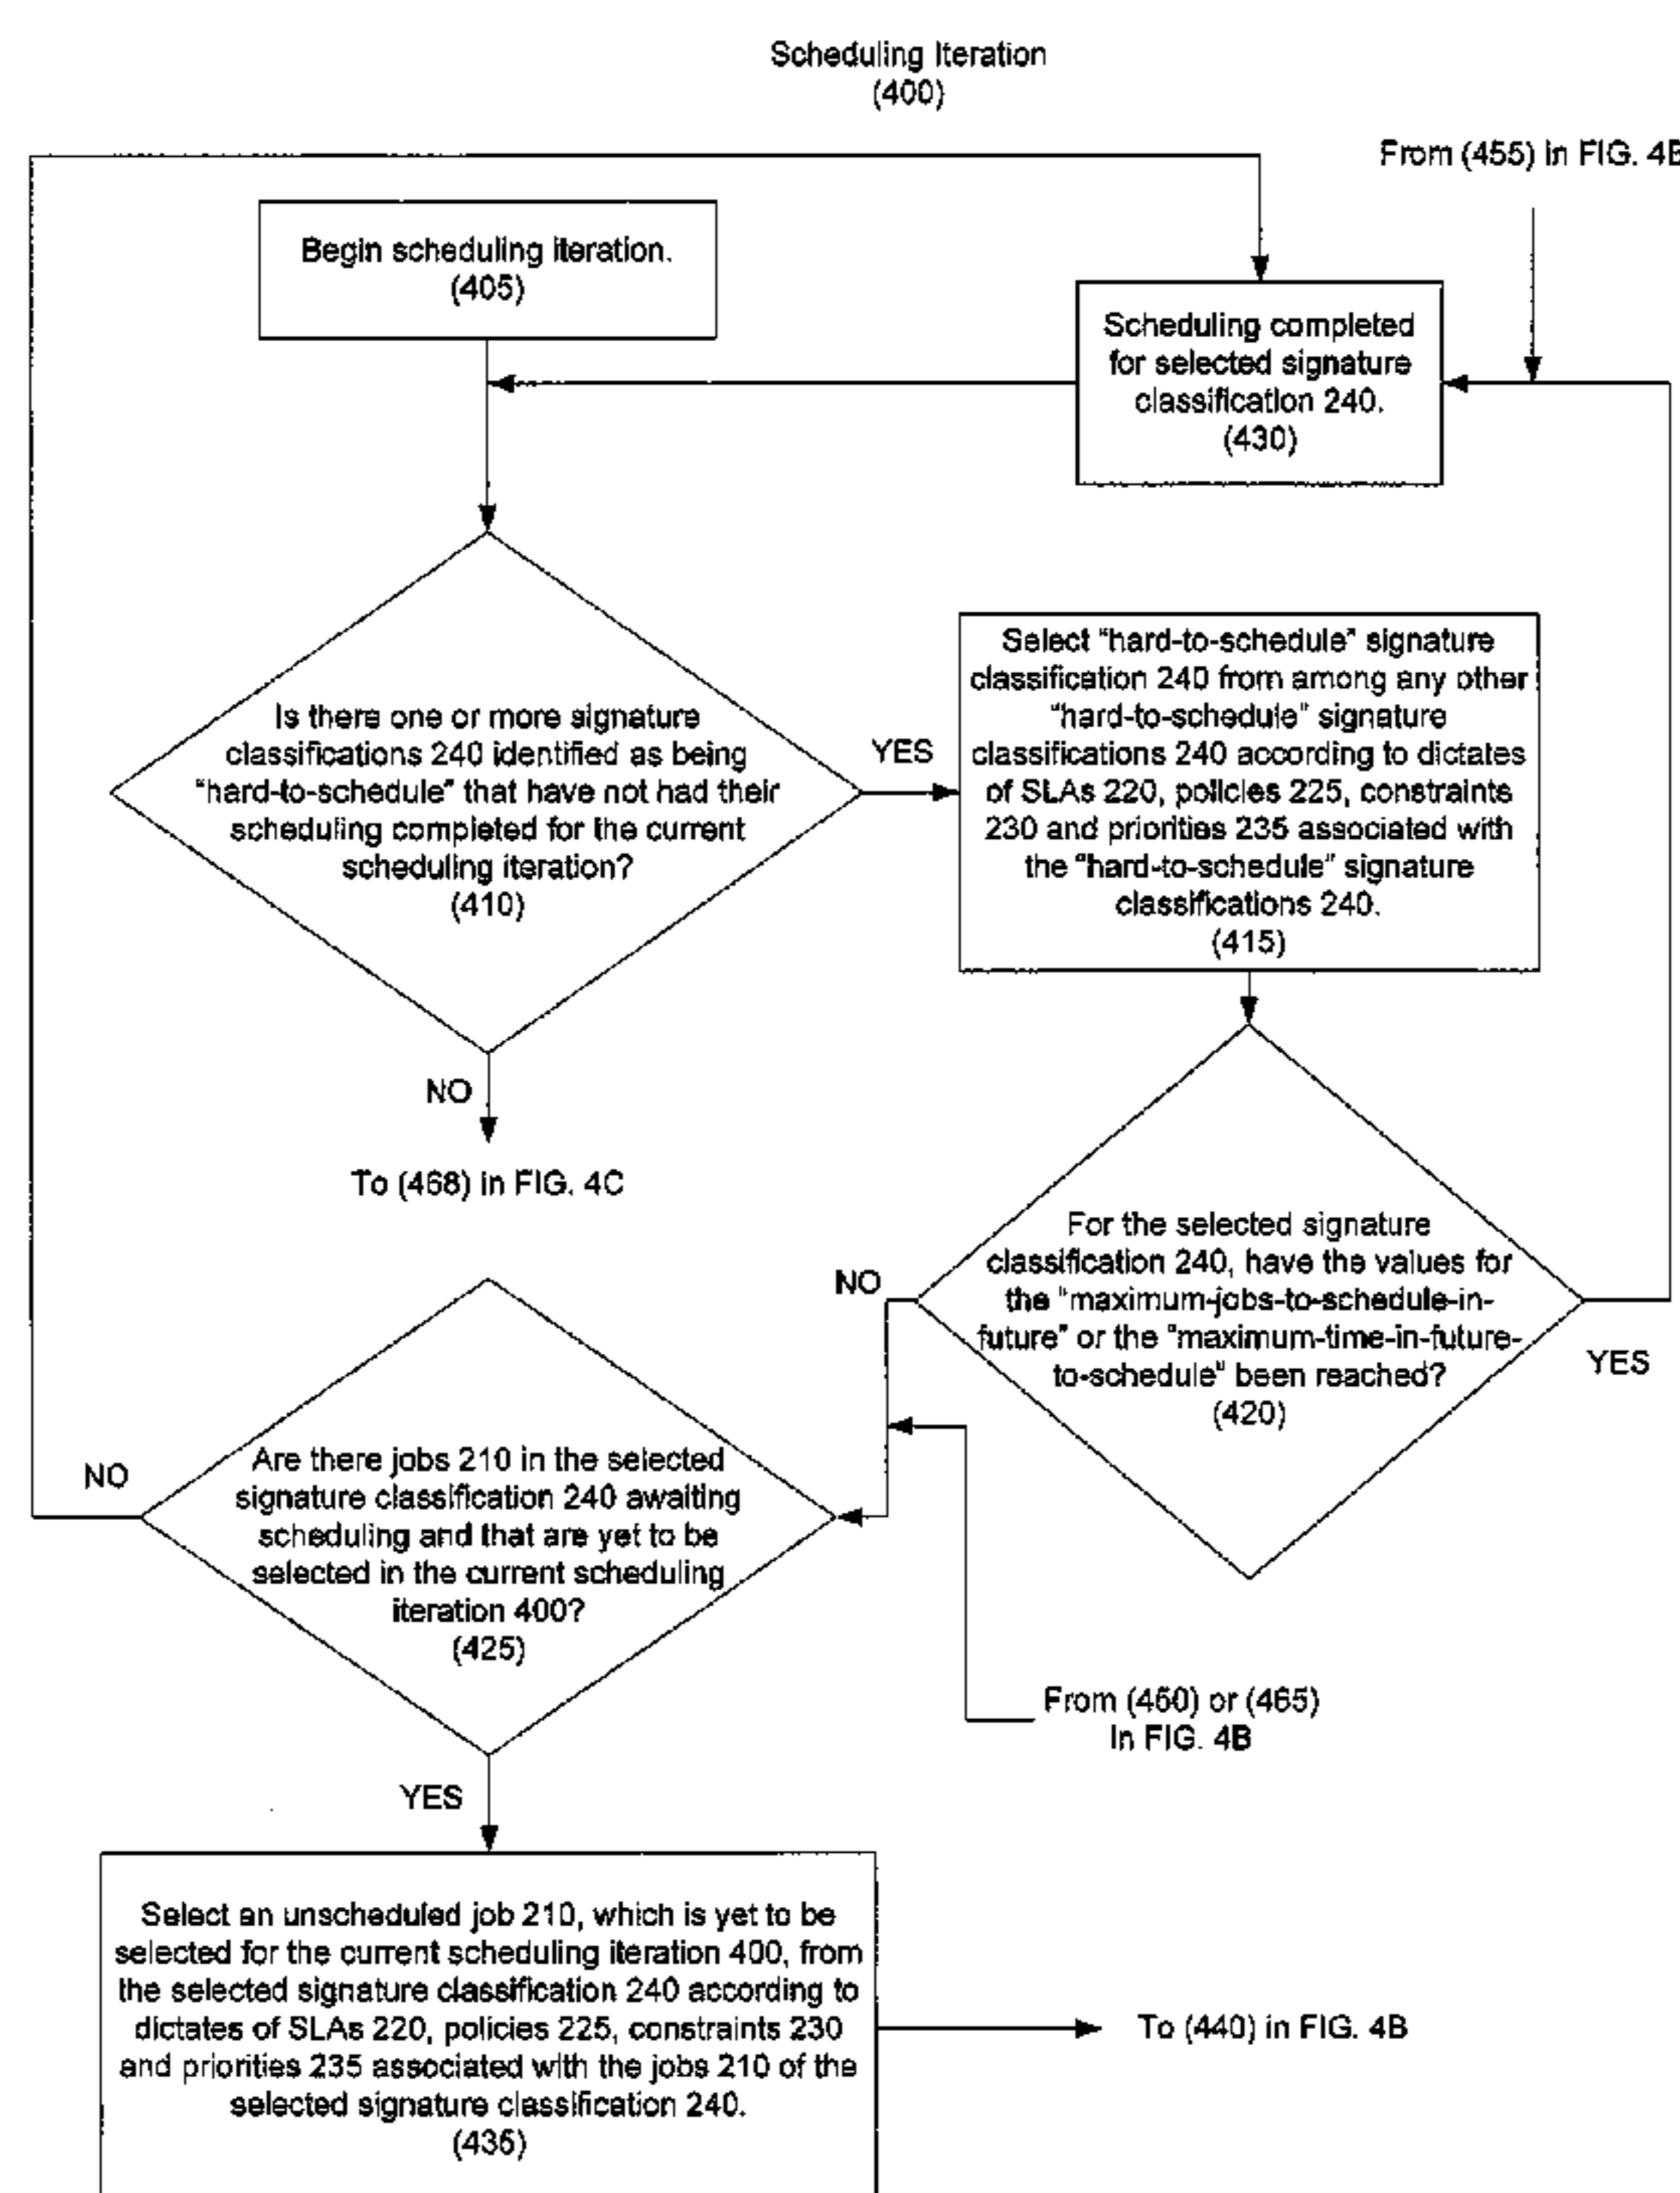 Scheduling Iteration
(400)
From (455) in FIG. 4B
Begin scheduling iteration.
(405)
Scheduling completed
for selected signature
classification 240.
(430)
Is there one or more signature
classifications 240 identified as being
"hard-to-schedule" that have not had their
scheduling completed for the current
scheduling iteration?
(410)
YES
Select "hard-to-schedule" signature
classification 240 from among any other
"hard-to-schedule" signature
classifications 240 according to dictates
of SLAs 220, policies 225, constraints
230 and priorities 235 associated with
the "hard-to-schedule" signature
classifications 240.
(415)
NO
To (468) in FIG. 4C
For the selected signature
classification 240, have the values for
the "maximum-jobs-to-schedule-in-
future" or the "maximum-time-in-future-
to-schedule" been reached?
(420)
NO
YES
Are there jobs 210 in the selected
signature classification 240 awaiting
scheduling and that are yet to be
selected in the current scheduling
iteration 400?
(425)
NO
From (460) or (465)
In FIG. 4B
YES
Select an unscheduled job 210, which is yet to be
selected for the current scheduling iteration 400, from
the selected signature classification 240 according to
dictates of SLAs 220, policies 225, constraints 230
and priorities 235 associated with the jobs 210 of the
selected signature classification 240.
(435)
To (440) in FIG. 4B